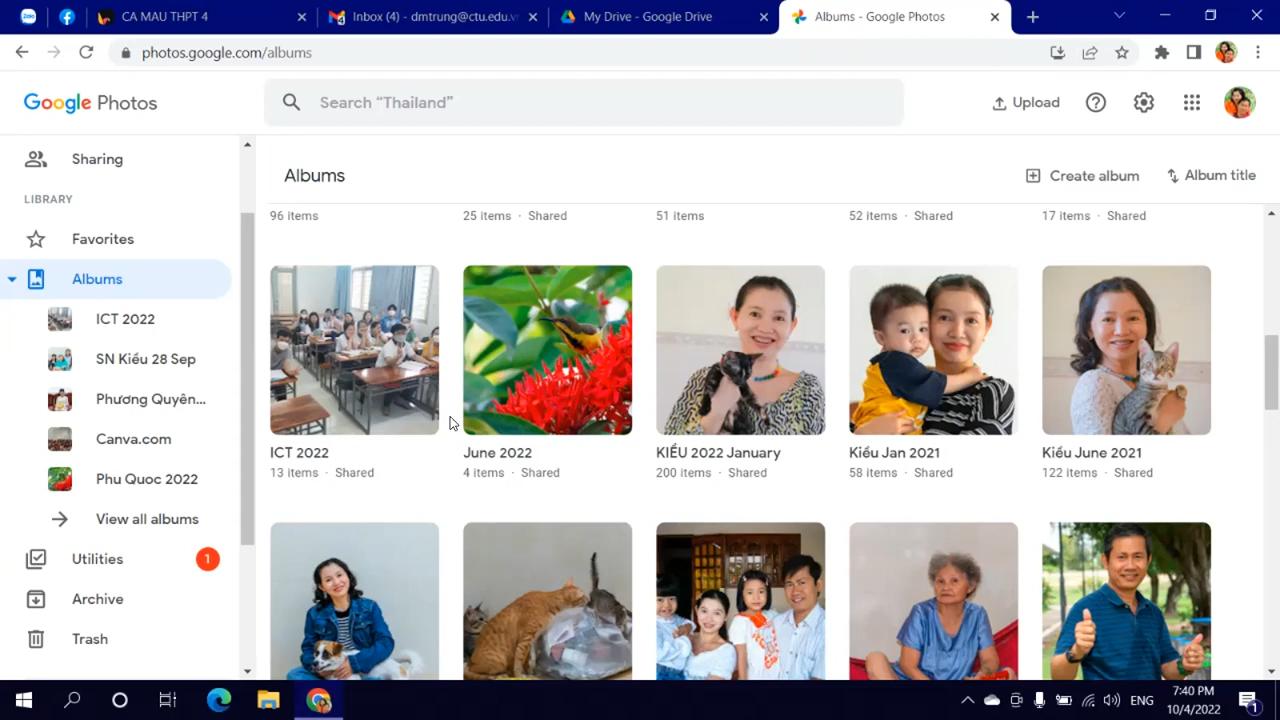 CA MAU THPT 4
Inbox (4) - dmtrung@ctu.edu.v
My Drive - Google Drive
Albums - Google Photos
photos.google.com/albums
Google Photos
Search “Thailand”
Upload
Sharing
LIBRARY
Favorites
Albums
ICT 2022
SN Kiều 28 Sep
Phương Quyên...
Canva.com
Phu Quoc 2022
View all albums
Utilities
1
Archive
Trash
Albums
Create album
Album title
96 items
25 items · Shared
51 items
52 items · Shared
17 items · Shared
ICT 2022
13 items · Shared
June 2022
4 items · Shared
KIỀU 2022 January
200 items · Shared
Kiều Jan 2021
58 items · Shared
Kiều June 2021
122 items · Shared
ENG
7:40 PM
10/4/2022
1